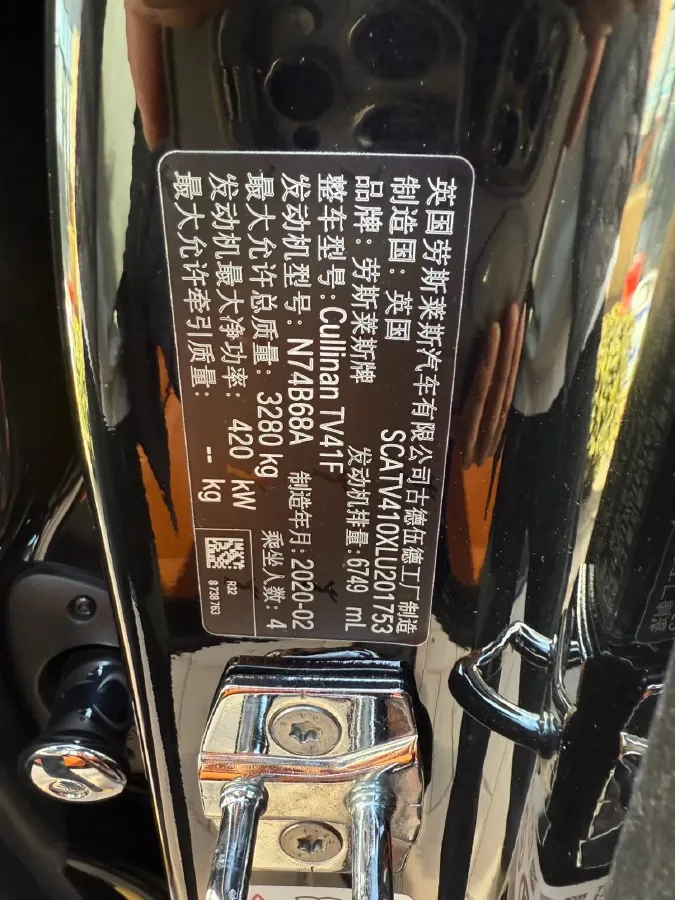 英国劳斯莱斯汽车有限公司古德伍德工厂制造
制造国：英国 SCATV410XLU201753
品牌：劳斯莱斯牌 发动机排量：6749 mL
整车型号：Cullinan TV41F
发动机型号：N74B68A 制造年月：2020-02
最大允许总质量：3280 kg 乘坐人数：4
发动机最大净功率：420 kW
最大允许牵引质量：-- kg
R32
8 738 763